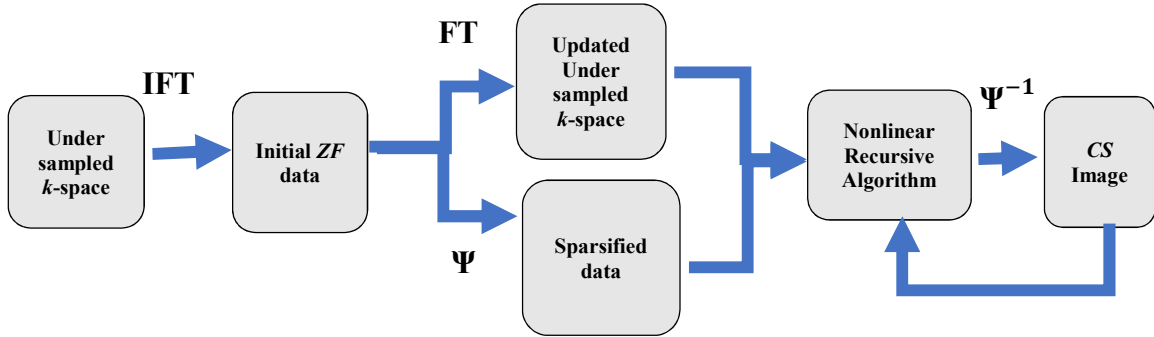 Under
sampled
k-space
IFT
Initial ZF
data
FT
Updated
Under
sampled
k-space
Ψ
Sparsified
data
Nonlinear
Recursive
Algorithm
Ψ⁻¹
CS
Image